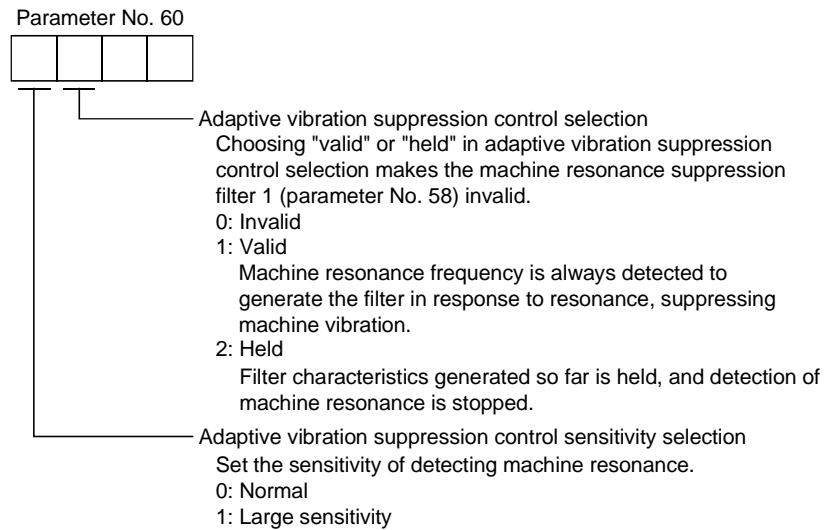 Parameter No. 60
Adaptive vibration suppression control selection
Choosing "valid" or "held" in adaptive vibration suppression
control selection makes the machine resonance suppression
filter 1 (parameter No. 58) invalid.
0: Invalid
1: Valid
Machine resonance frequency is always detected to
generate the filter in response to resonance, suppressing
machine vibration.
2: Held
Filter characteristics generated so far is held, and detection of
machine resonance is stopped.
Adaptive vibration suppression control sensitivity selection
Set the sensitivity of detecting machine resonance.
0: Normal
1: Large sensitivity